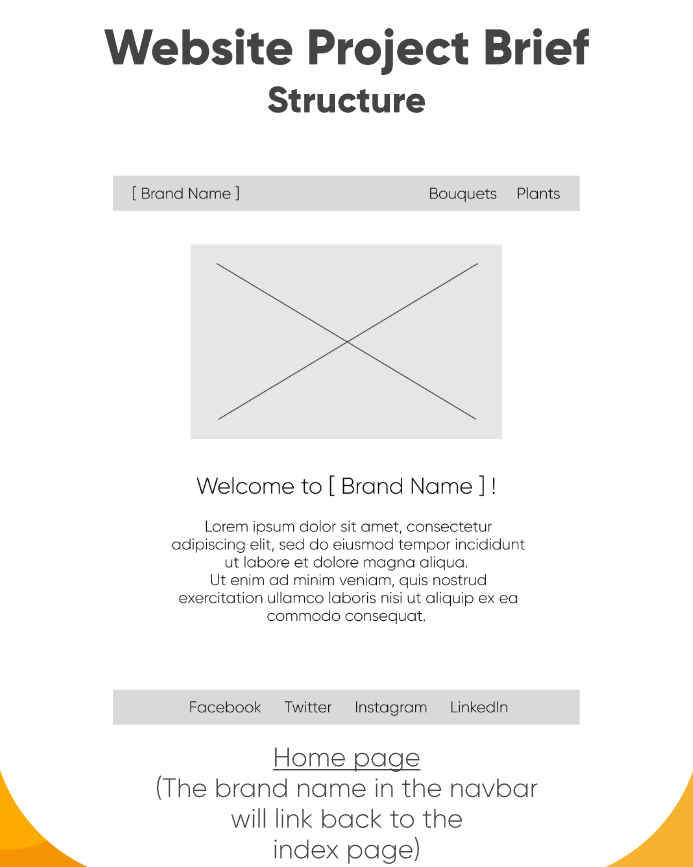 Website Project Brief
Structure
[ Brand Name ] Bouquets Plants
Welcome to [ Brand Name ] !
Lorem ipsum dolor sit amet, consectetur
adipiscing elit, sed do eiusmod tempor incididunt
ut labore et dolore magna aliqua.
Ut enim ad minim veniam, quis nostrud
exercitation ullamco laboris nisi ut aliquip ex ea
commodo consequat.
Facebook Twitter Instagram LinkedIn
Home page
(The brand name in the navbar
will link back to the
index page)